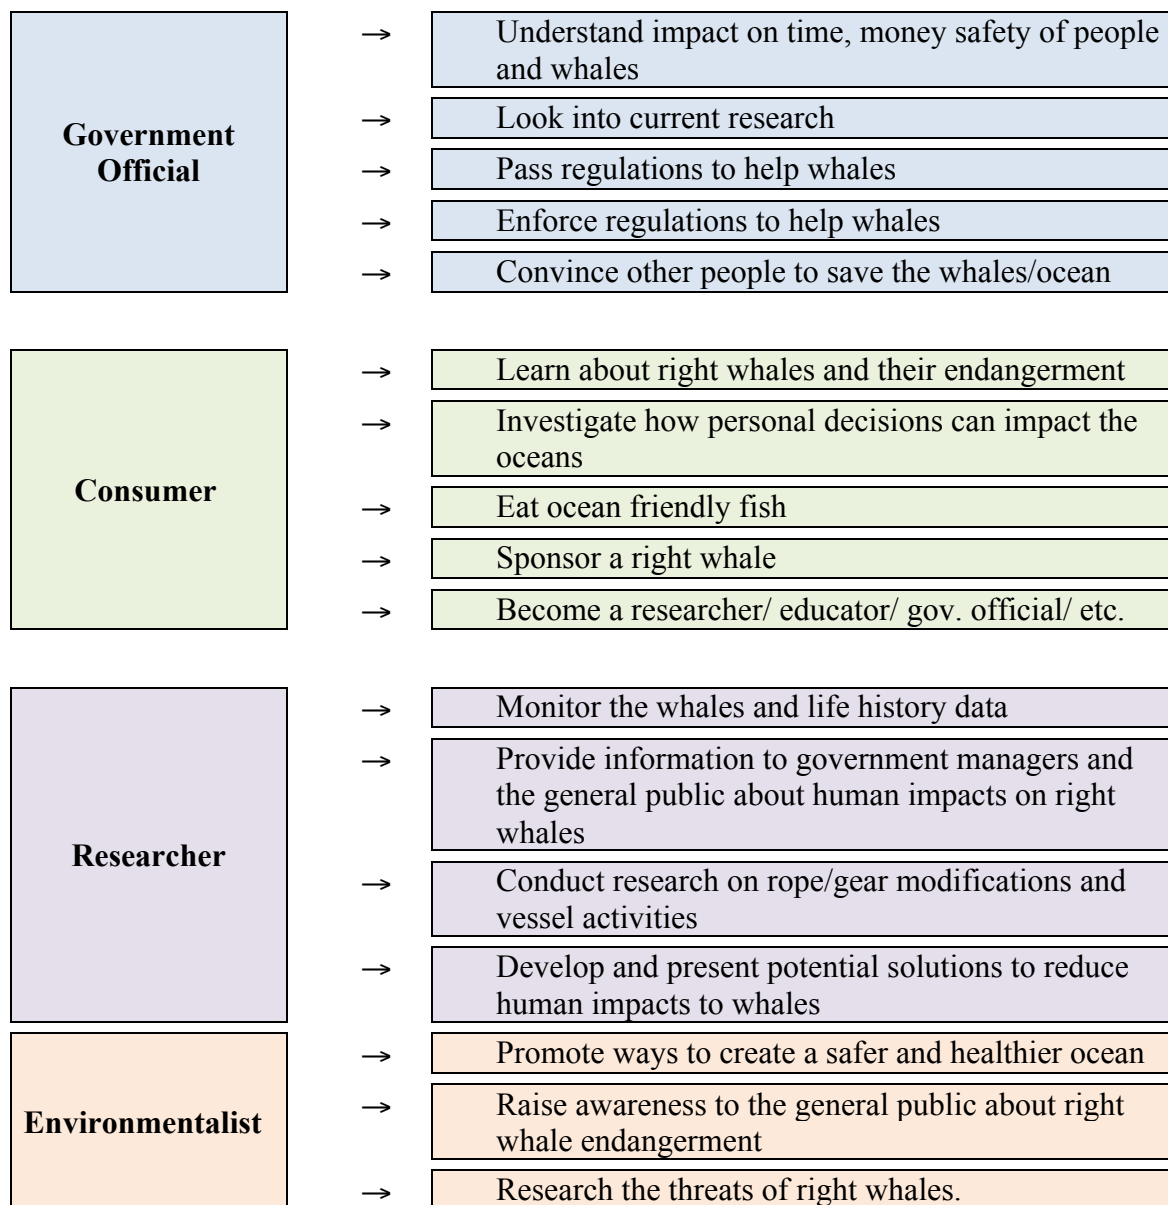 Government
Official
→ Understand impact on time, money safety of people
and whales
→ Look into current research
→ Pass regulations to help whales
→ Enforce regulations to help whales
→ Convince other people to save the whales/ocean
Consumer
→ Learn about right whales and their endangerment
→ Investigate how personal decisions can impact the
oceans
→ Eat ocean friendly fish
→ Sponsor a right whale
→ Become a researcher/ educator/ gov. official/ etc.
Researcher
→ Monitor the whales and life history data
→ Provide information to government managers and
the general public about human impacts on right
whales
→ Conduct research on rope/gear modifications and
vessel activities
→ Develop and present potential solutions to reduce
human impacts to whales
Environmentalist
→ Promote ways to create a safer and healthier ocean
→ Raise awareness to the general public about right
whale endangerment
→ Research the threats of right whales.